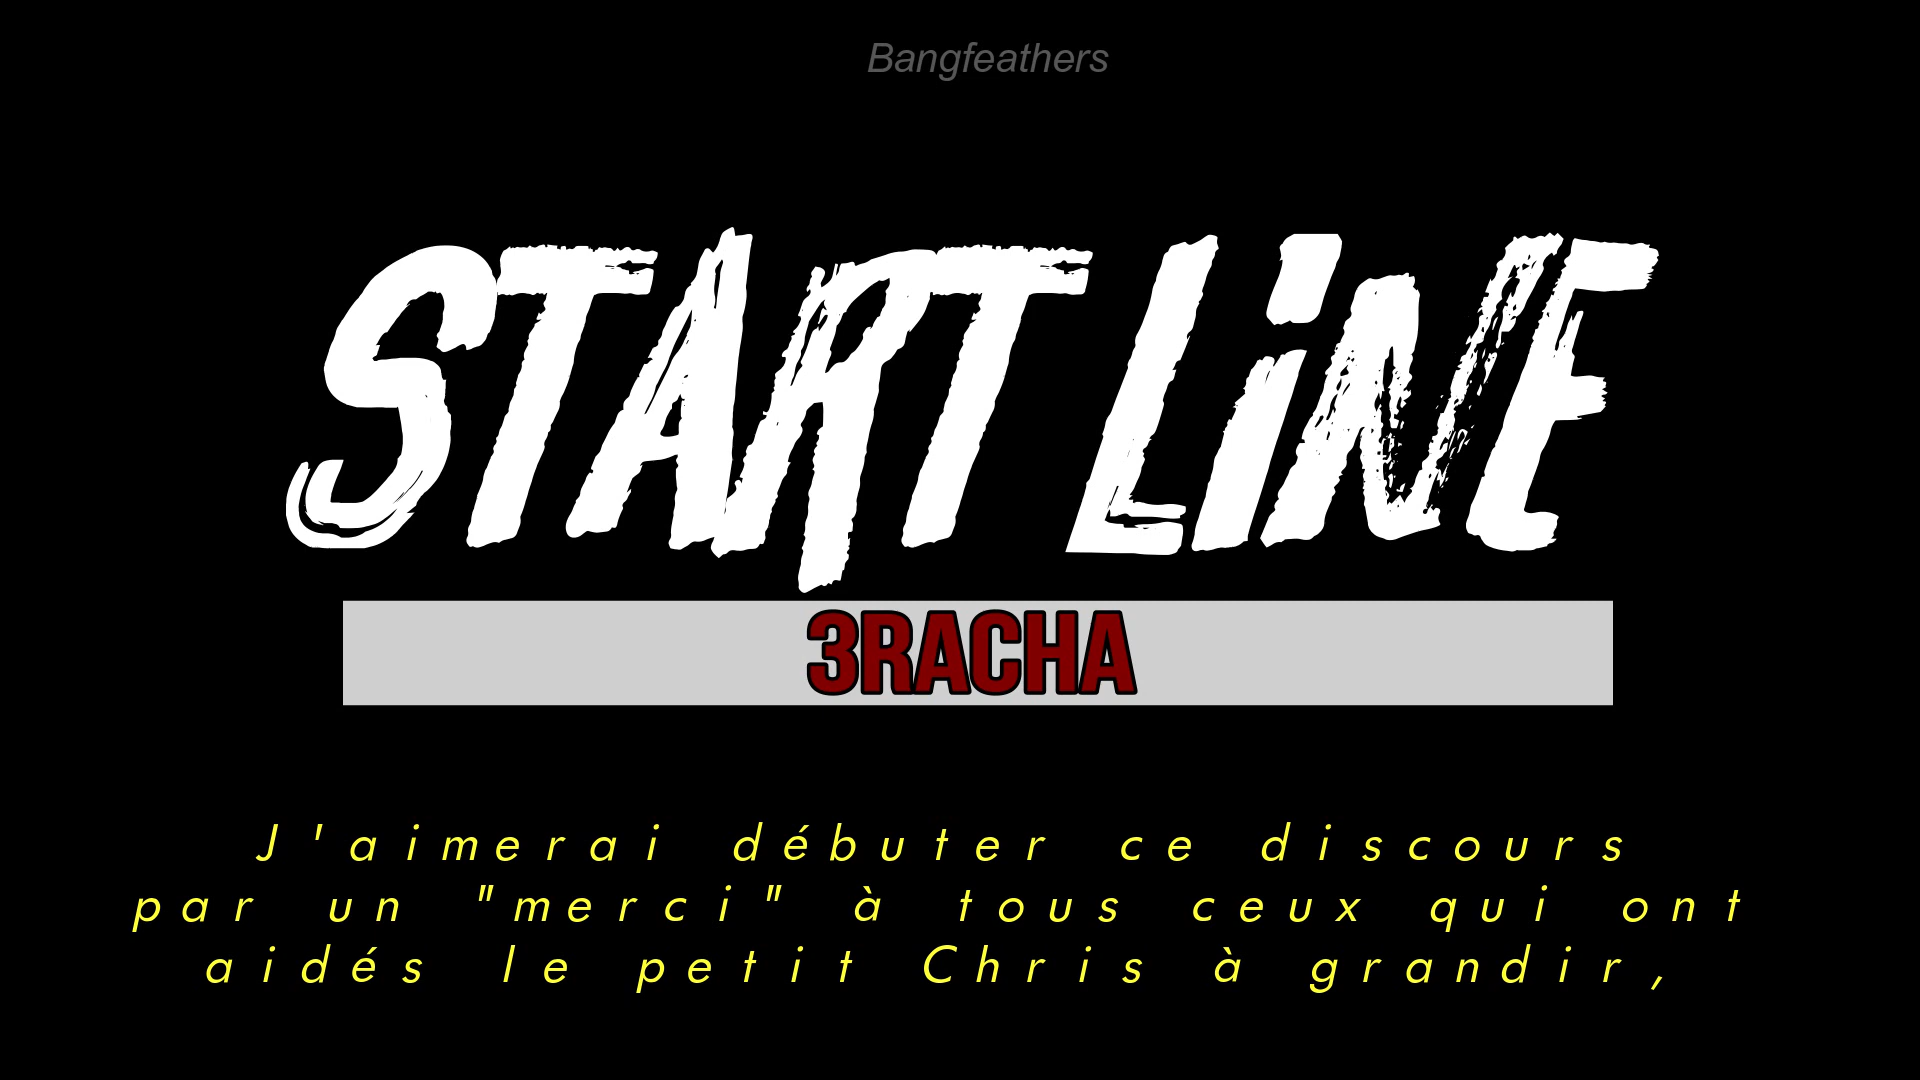 Bangfeathers
START LiNE
3RACHA
J'aimerai débuter ce discours
par un "merci" à tous ceux qui ont
aidés le petit Chris à grandir,